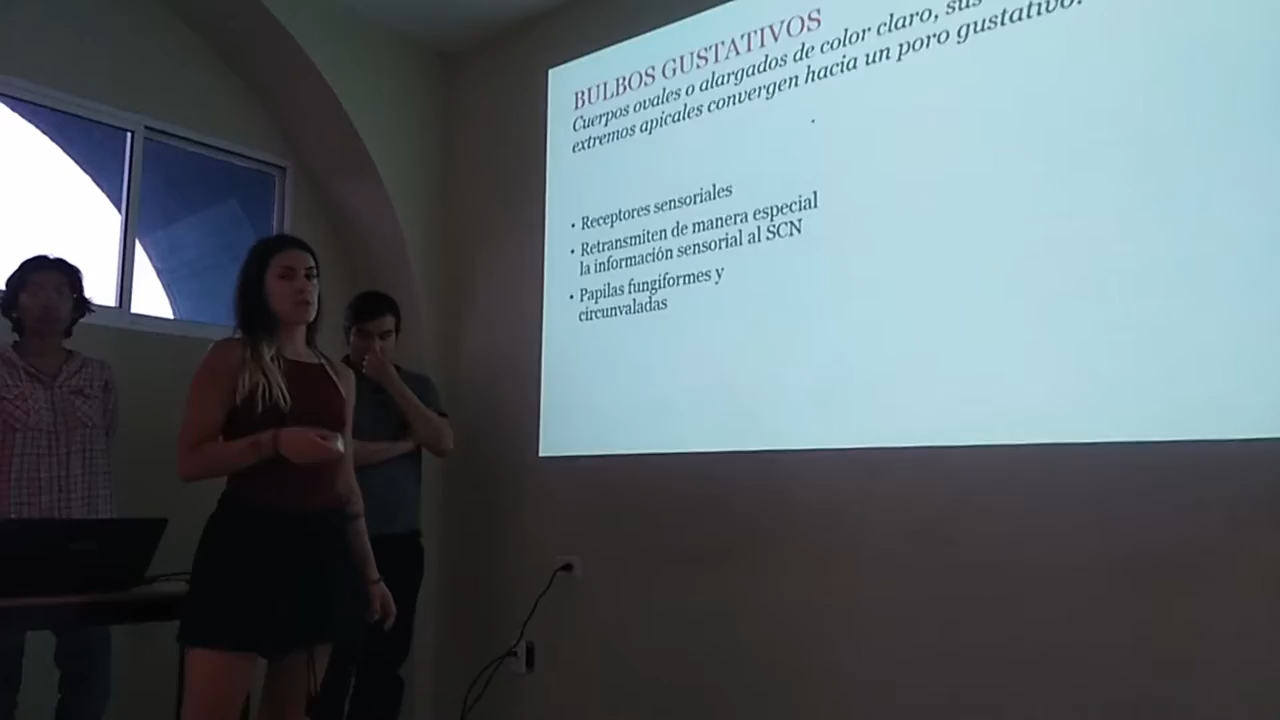 BULBOS GUSTATIVOS
Cuerpos ovales o alargados de color claro, sus
extremos apicales convergen hacia un poro gustativo.
• Receptores sensoriales
• Retransmiten de manera especial
la información sensorial al SCN
• Papilas fungiformes y
circunvaladas